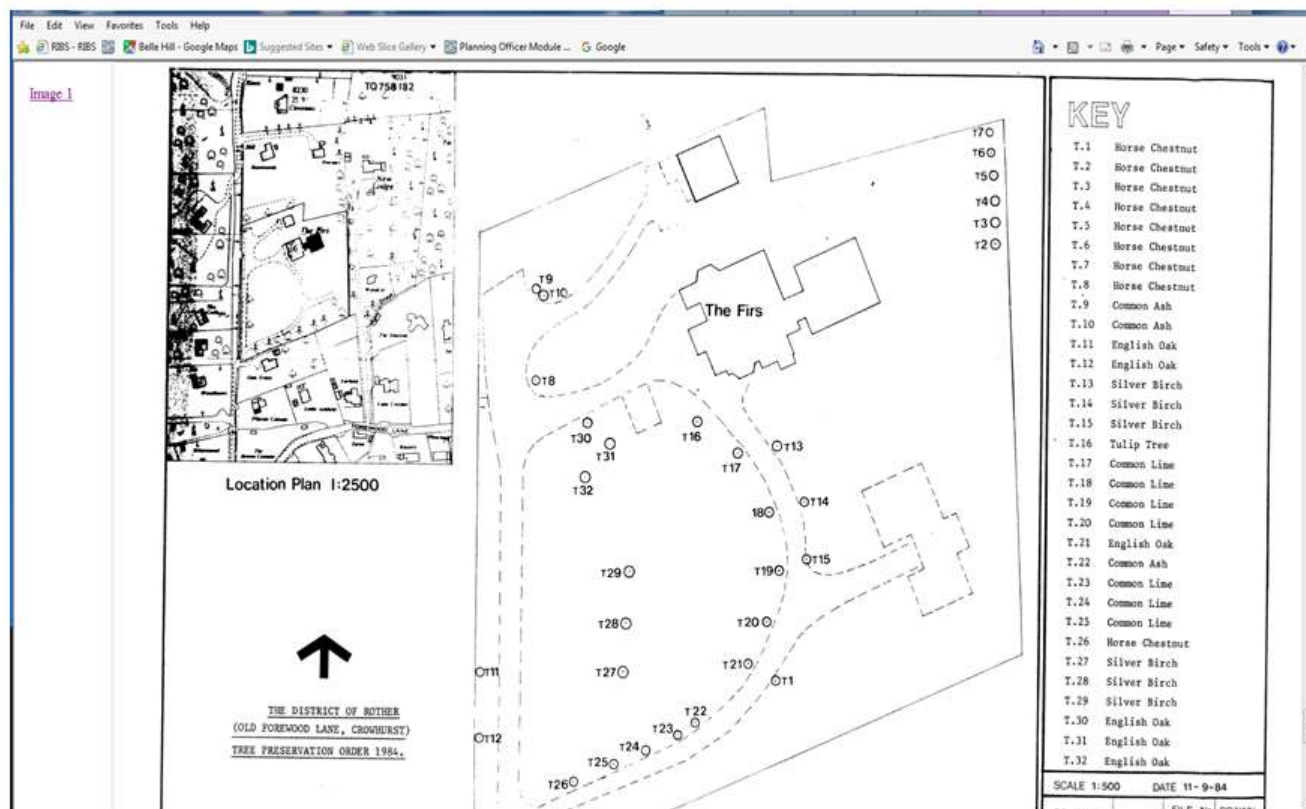 File Edit View Favorites Tools Help
RIBS - RIBS Belle Hill - Google Maps Suggested Sites Web Slice Gallery Planning Officer Module ... Google
Page Safety Tools
Image 1
TQ 758182
New Lodge
The Firs
FOREWOOD LANE
Location Plan 1:2500
THE DISTRICT OF ROTHER
(OLD FOREWOOD LANE, CROWHURST)
TREE PRESERVATION ORDER 1984.
T7
T6
T5
T4
T3
T2
T9
T10
The Firs
T8
T30
T16
T31
T13
T17
T32
T14
18
T15
T29
T19
T28
T20
T21
T27
T11
T1
T22
T23
T12
T24
T25
T26
KEY
T.1 Horse Chestnut
T.2 Horse Chestnut
T.3 Horse Chestnut
T.4 Horse Chestnut
T.5 Horse Chestnut
T.6 Horse Chestnut
T.7 Horse Chestnut
T.8 Horse Chestnut
T.9 Common Ash
T.10 Common Ash
T.11 English Oak
T.12 English Oak
T.13 Silver Birch
T.14 Silver Birch
T.15 Silver Birch
T.16 Tulip Tree
T.17 Common Lime
T.18 Common Lime
T.19 Common Lime
T.20 Common Lime
T.21 English Oak
T.22 Common Ash
T.23 Common Lime
T.24 Common Lime
T.25 Common Lime
T.26 Horse Chestnut
T.27 Silver Birch
T.28 Silver Birch
T.29 Silver Birch
T.30 English Oak
T.31 English Oak
T.32 English Oak
SCALE 1:500 DATE 11-9-84